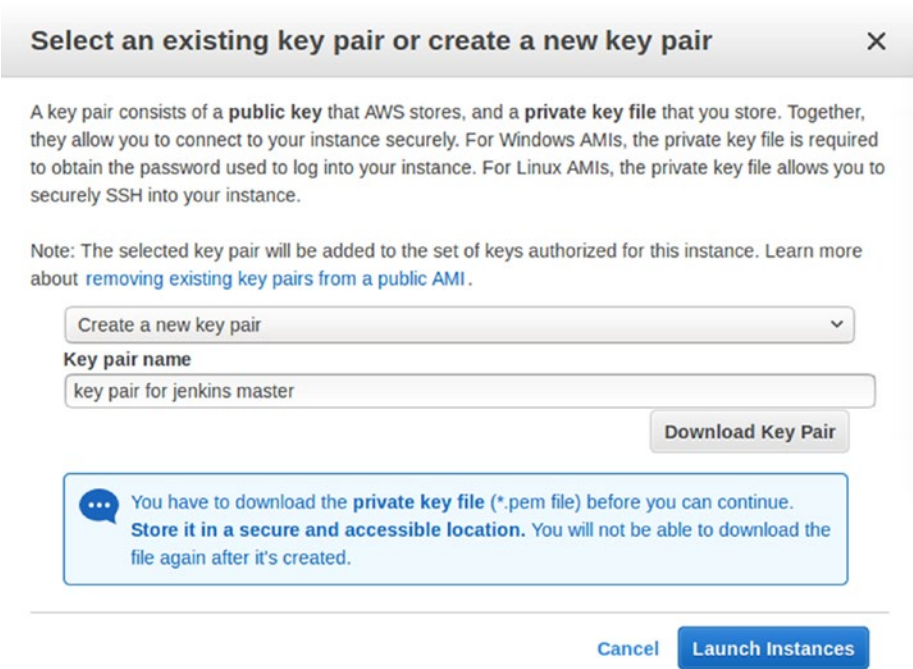 Select an existing key pair or create a new key pair
A key pair consists of a public key that AWS stores, and a private key file that you store. Together,
they allow you to connect to your instance securely. For Windows AMIs, the private key file is required
to obtain the password used to log into your instance. For Linux AMIs, the private key file allows you to
securely SSH into your instance.
Note: The selected key pair will be added to the set of keys authorized for this instance. Learn more
about removing existing key pairs from a public AMI.
Create a new key pair
Key pair name
key pair for jenkins master
Download Key Pair
You have to download the private key file (*.pem file) before you can continue.
Store it in a secure and accessible location. You will not be able to download the
file again after it's created.
Cancel
Launch Instances